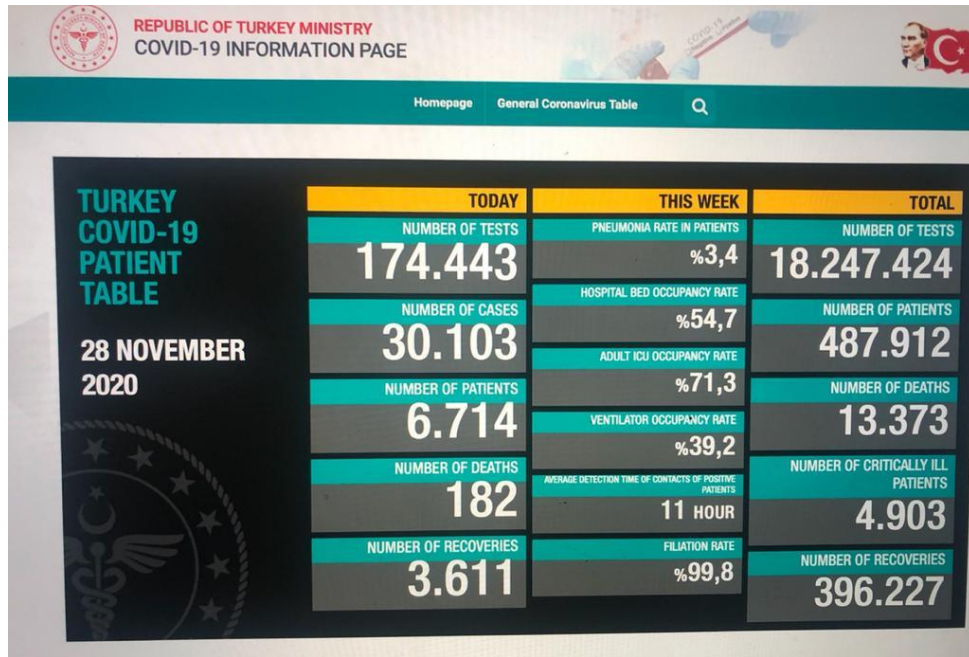 REPUBLIC OF TURKEY MINISTRY
COVID-19 INFORMATION PAGE
COVID-19
Homepage
General Coronavirus Table
TURKEY
COVID-19
PATIENT
TABLE
28 NOVEMBER
2020
TODAY
NUMBER OF TESTS
174.443
NUMBER OF CASES
30.103
NUMBER OF PATIENTS
6.714
NUMBER OF DEATHS
182
NUMBER OF RECOVERIES
3.611
THIS WEEK
PNEUMONIA RATE IN PATIENTS
%3,4
HOSPITAL BED OCCUPANCY RATE
%54,7
ADULT ICU OCCUPANCY RATE
%71,3
VENTILATOR OCCUPANCY RATE
%39,2
AVERAGE DETECTION TIME OF CONTACTS OF POSITIVE
PATIENTS
11 HOUR
FILIATION RATE
%99,8
TOTAL
NUMBER OF TESTS
18.247.424
NUMBER OF PATIENTS
487.912
NUMBER OF DEATHS
13.373
NUMBER OF CRITICALLY ILL
PATIENTS
4.903
NUMBER OF RECOVERIES
396.227